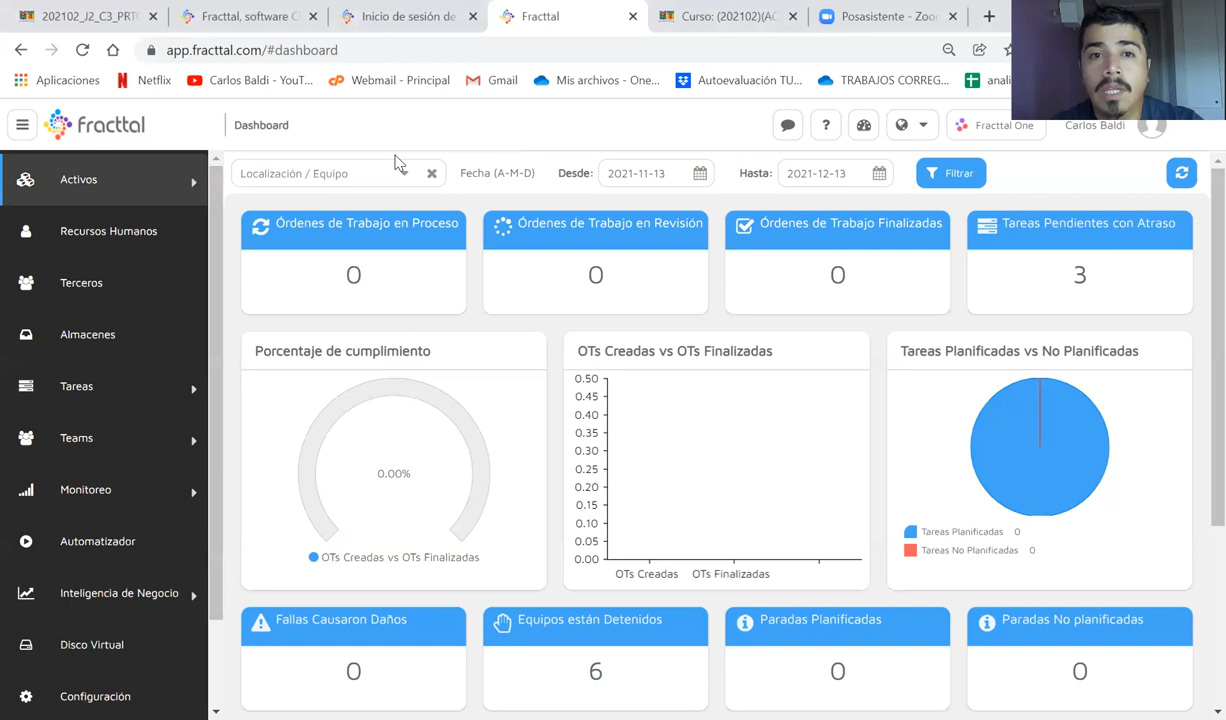 202102_J2_C3_PRT
Fracttal, software C
Inicio de sesión de
Fracttal
Curso: (202102)(AC
Posasistente - Zoo
app.fracttal.com/#dashboard
Aplicaciones
Netflix
Carlos Baldi - YouT...
Webmail - Principal
Gmail
Mis archivos - One...
Autoevaluación TU...
TRABAJOS CORREG...
anali
fracttal
Dashboard
Fracttal One
Carlos Baldi
Activos
Recursos Humanos
Terceros
Almacenes
Tareas
Teams
Monitoreo
Automatizador
Inteligencia de Negocio
Disco Virtual
Configuración
Localización / Equipo
Fecha (A-M-D)
Desde:
2021-11-13
Hasta:
2021-12-13
Filtrar
Órdenes de Trabajo en Proceso
0
Órdenes de Trabajo en Revisión
0
Órdenes de Trabajo Finalizadas
0
Tareas Pendientes con Atraso
3
Porcentaje de cumplimiento
0.00%
OTs Creadas vs OTs Finalizadas
OTs Creadas vs OTs Finalizadas
0.50
0.45
0.40
0.35
0.30
0.25
0.20
0.15
0.10
0.05
0.00
OTs Creadas
OTs Finalizadas
Tareas Planificadas vs No Planificadas
Tareas Planificadas 0
Tareas No Planificadas 0
Fallas Causaron Daños
0
Equipos están Detenidos
6
Paradas Planificadas
0
Paradas No planificadas
0